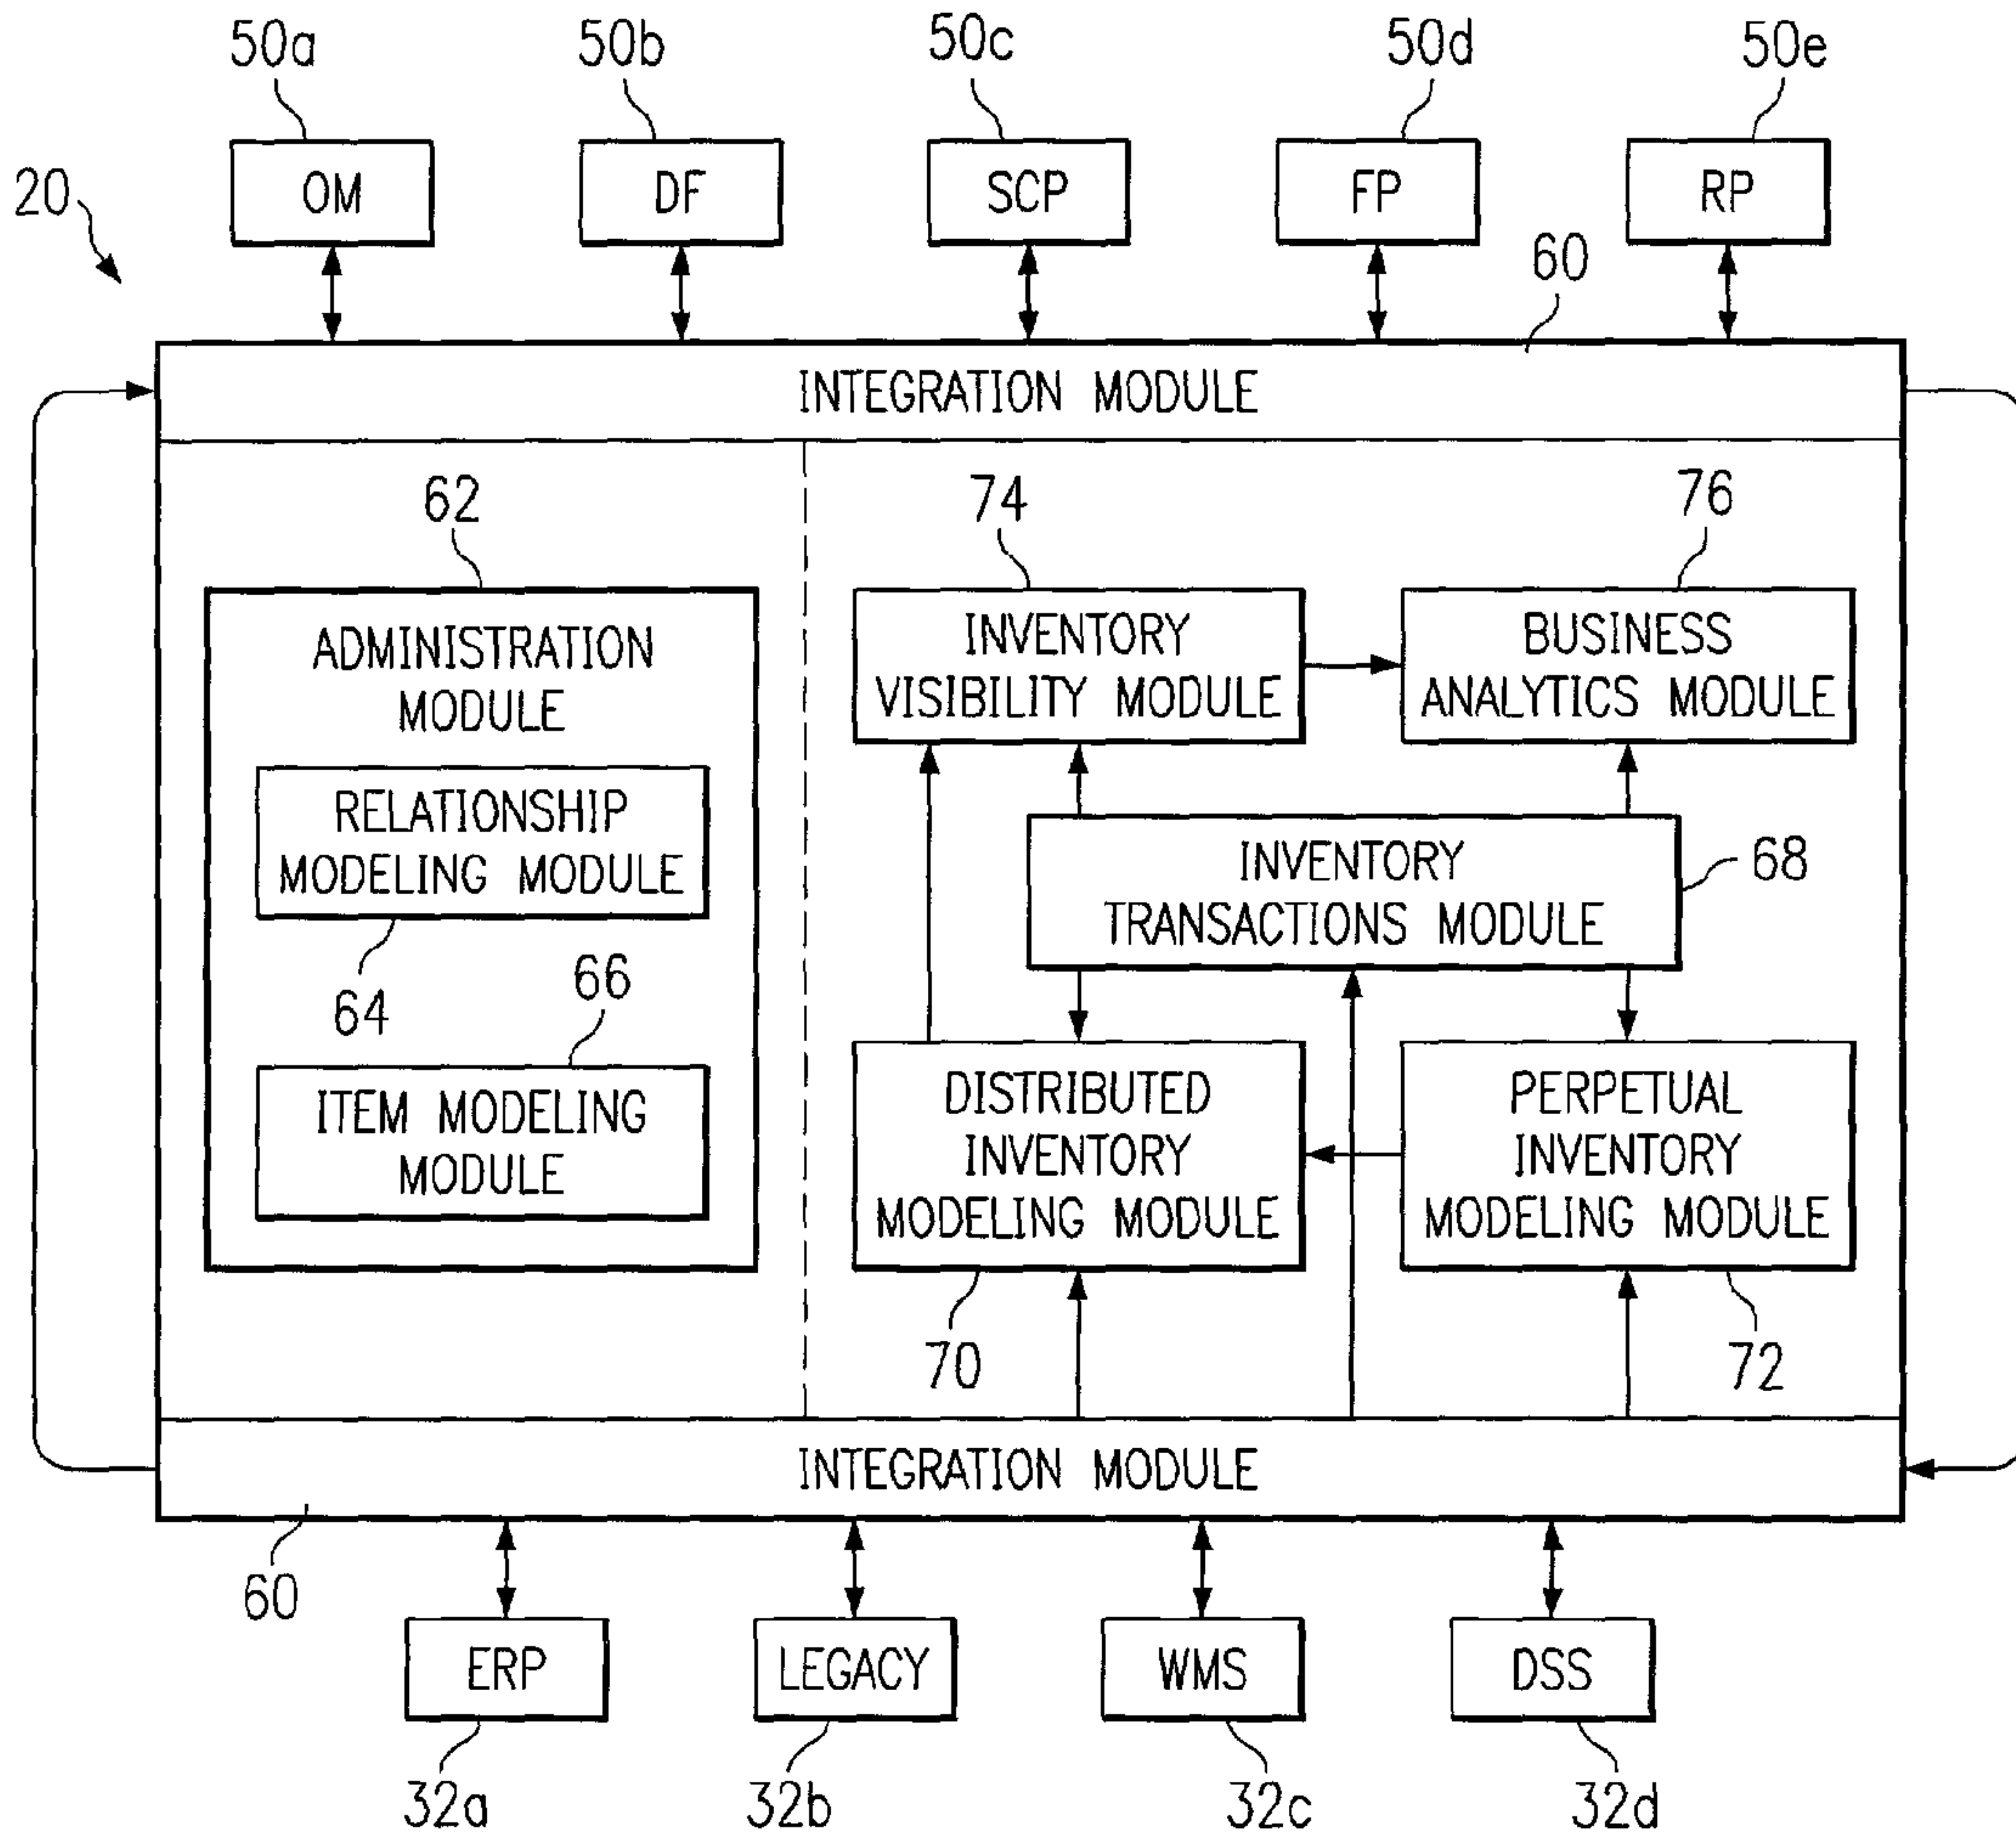 50a
50b
50c
50d
50e
20
OM
DF
SCP
FP
RP
60
INTEGRATION MODULE
62
74
76
ADMINISTRATION
MODULE
RELATIONSHIP
MODELING MODULE
64
66
ITEM MODELING
MODULE
INVENTORY
VISIBILITY MODULE
BUSINESS
ANALYTICS MODULE
INVENTORY
TRANSACTIONS MODULE
68
DISTRIBUTED
INVENTORY
MODELING MODULE
PERPETUAL
INVENTORY
MODELING MODULE
70
72
INTEGRATION MODULE
60
ERP
LEGACY
WMS
DSS
32a
32b
32c
32d